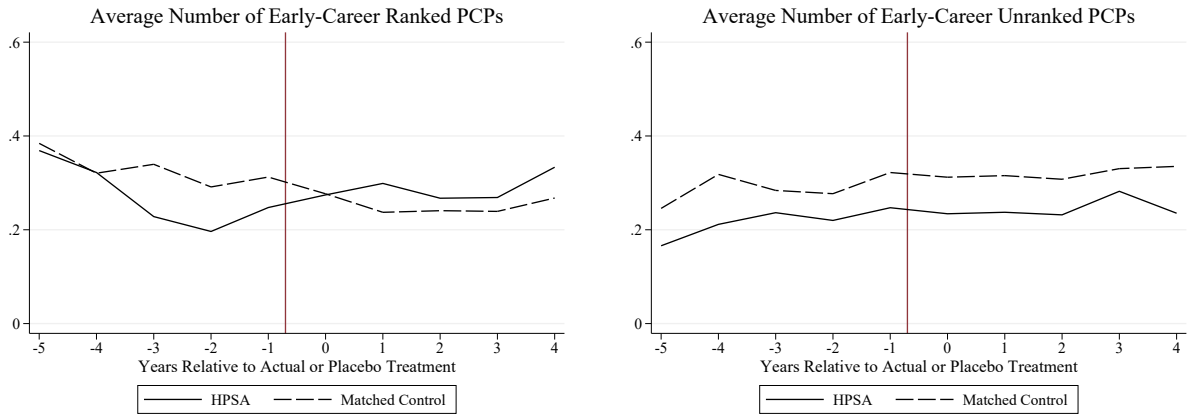 Average Number of Early-Career Ranked PCPs
.6
.4
.2
0
-5 -4 -3 -2 -1 0 1 2 3 4
Years Relative to Actual or Placebo Treatment
HPSA Matched Control
Average Number of Early-Career Unranked PCPs
.6
.4
.2
0
-5 -4 -3 -2 -1 0 1 2 3 4
Years Relative to Actual or Placebo Treatment
HPSA Matched Control